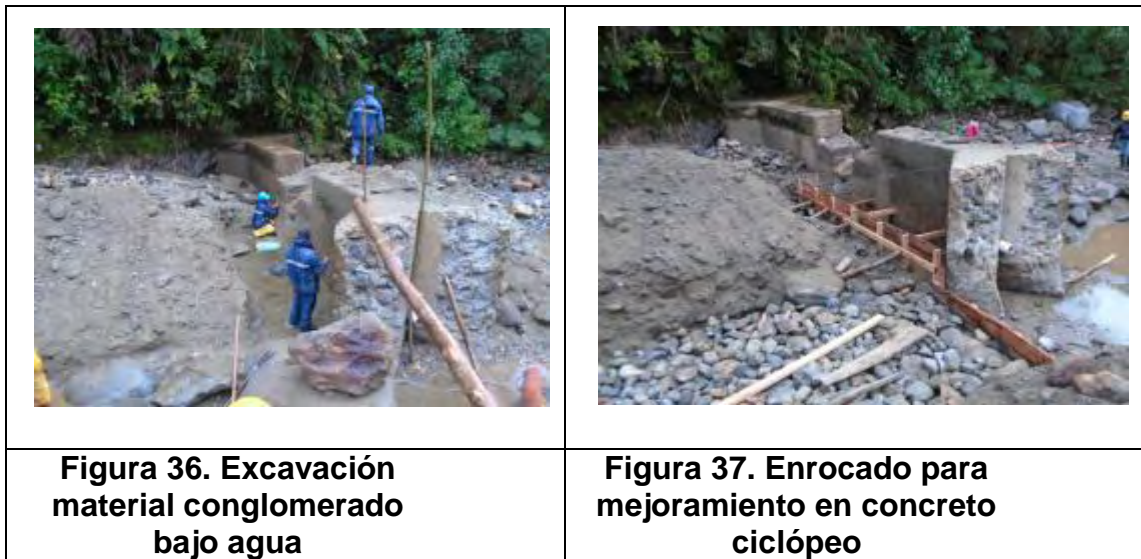 Figura 36. Excavación
material conglomerado
bajo agua
Figura 37. Enrocado para
mejoramiento en concreto
ciclópeo